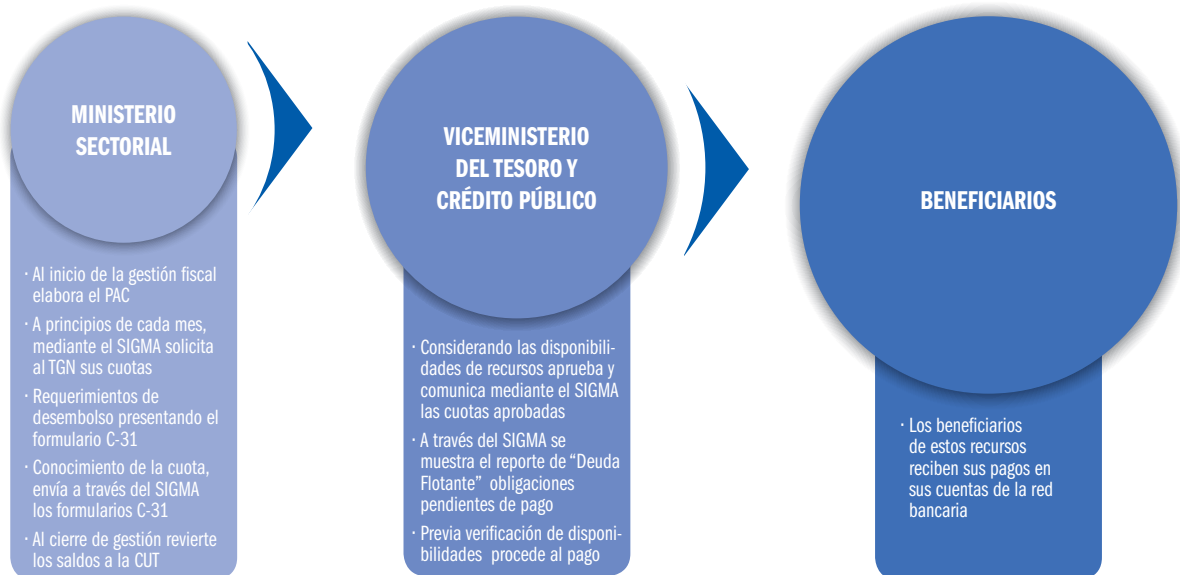 MINISTERIO
SECTORIAL
· Al inicio de la gestión fiscal
elabora el PAC
· A principios de cada mes,
mediante el SIGMA solicita
al TGN sus cuotas
· Requerimientos de
desembolso presentando el
formulario C-31
· Conocimiento de la cuota,
envía a través del SIGMA
los formularios C-31
· Al cierre de gestión revierte
los saldos a la CUT
VICEMINISTERIO
DEL TESORO Y
CRÉDITO PÚBLICO
· Considerando las disponibili-
dades de recursos aprueba y
comunica mediante el SIGMA
las cuotas aprobadas
· A través del SIGMA se
muestra el reporte de “Deuda
Flotante” obligaciones
pendientes de pago
· Previa verificación de disponi-
bilidades procede al pago
BENEFICIARIOS
· Los beneficiarios
de estos recursos
reciben sus pagos en
sus cuentas de la red
bancaria